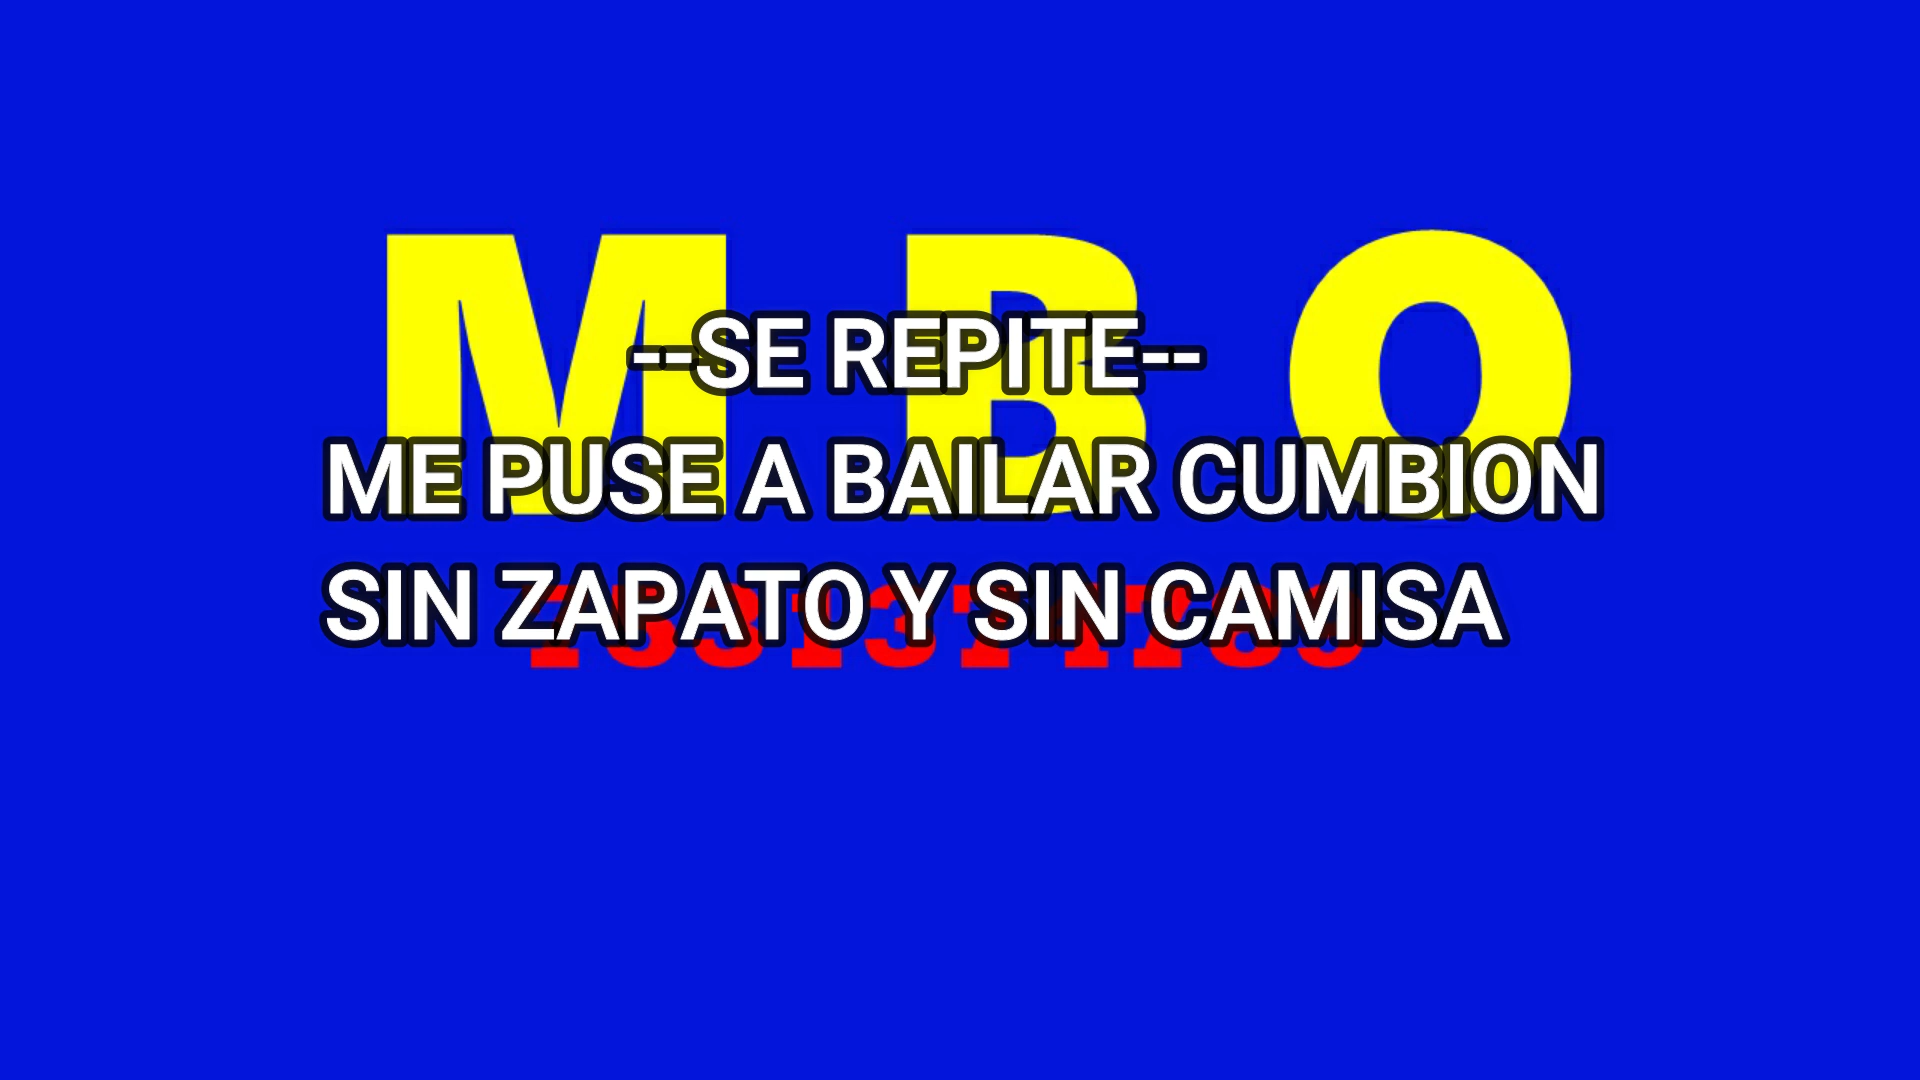 M B O
--SE REPITE--
ME PUSE A BAILAR CUMBION
SIN ZAPATO Y SIN CAMISA